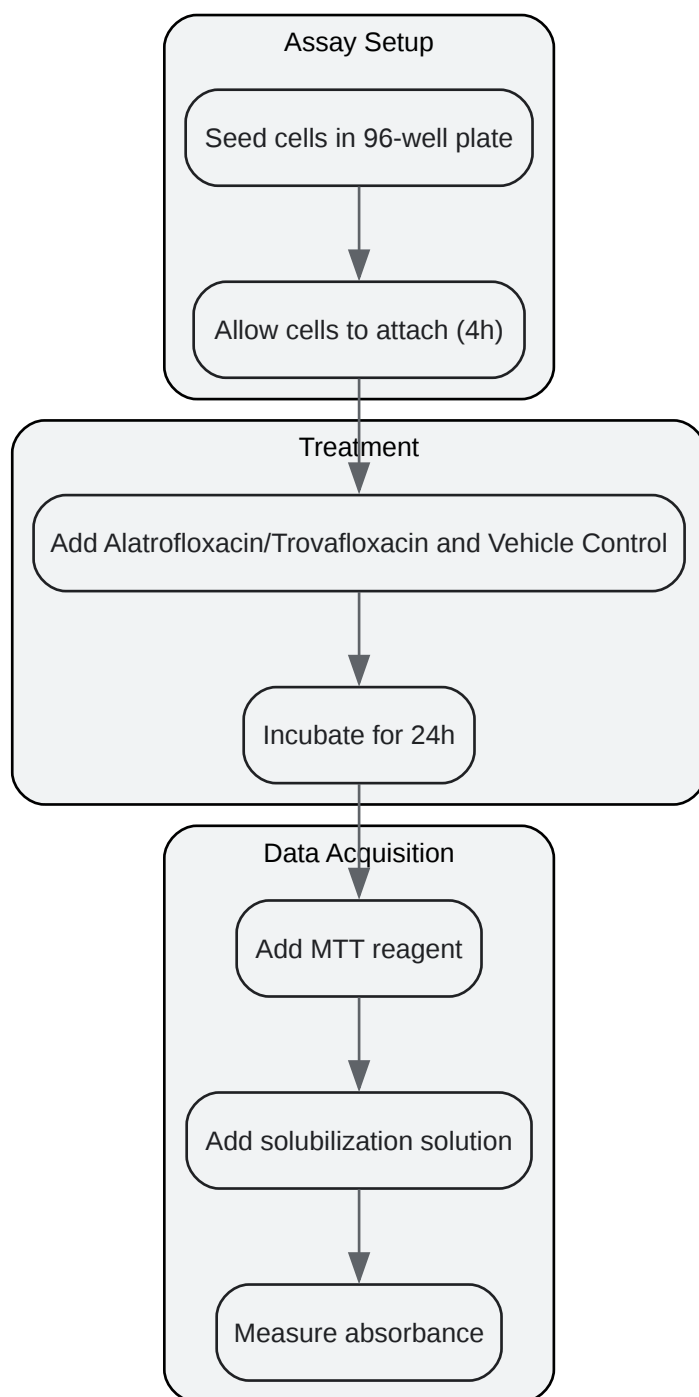 Assay Setup
Seed cells in 96-well plate
Allow cells to attach (4h)
Treatment
Add Alatrofloxacin/Trovafloxacin and Vehicle Control
Incubate for 24h
Data Acquisition
Add MTT reagent
Add solubilization solution
Measure absorbance